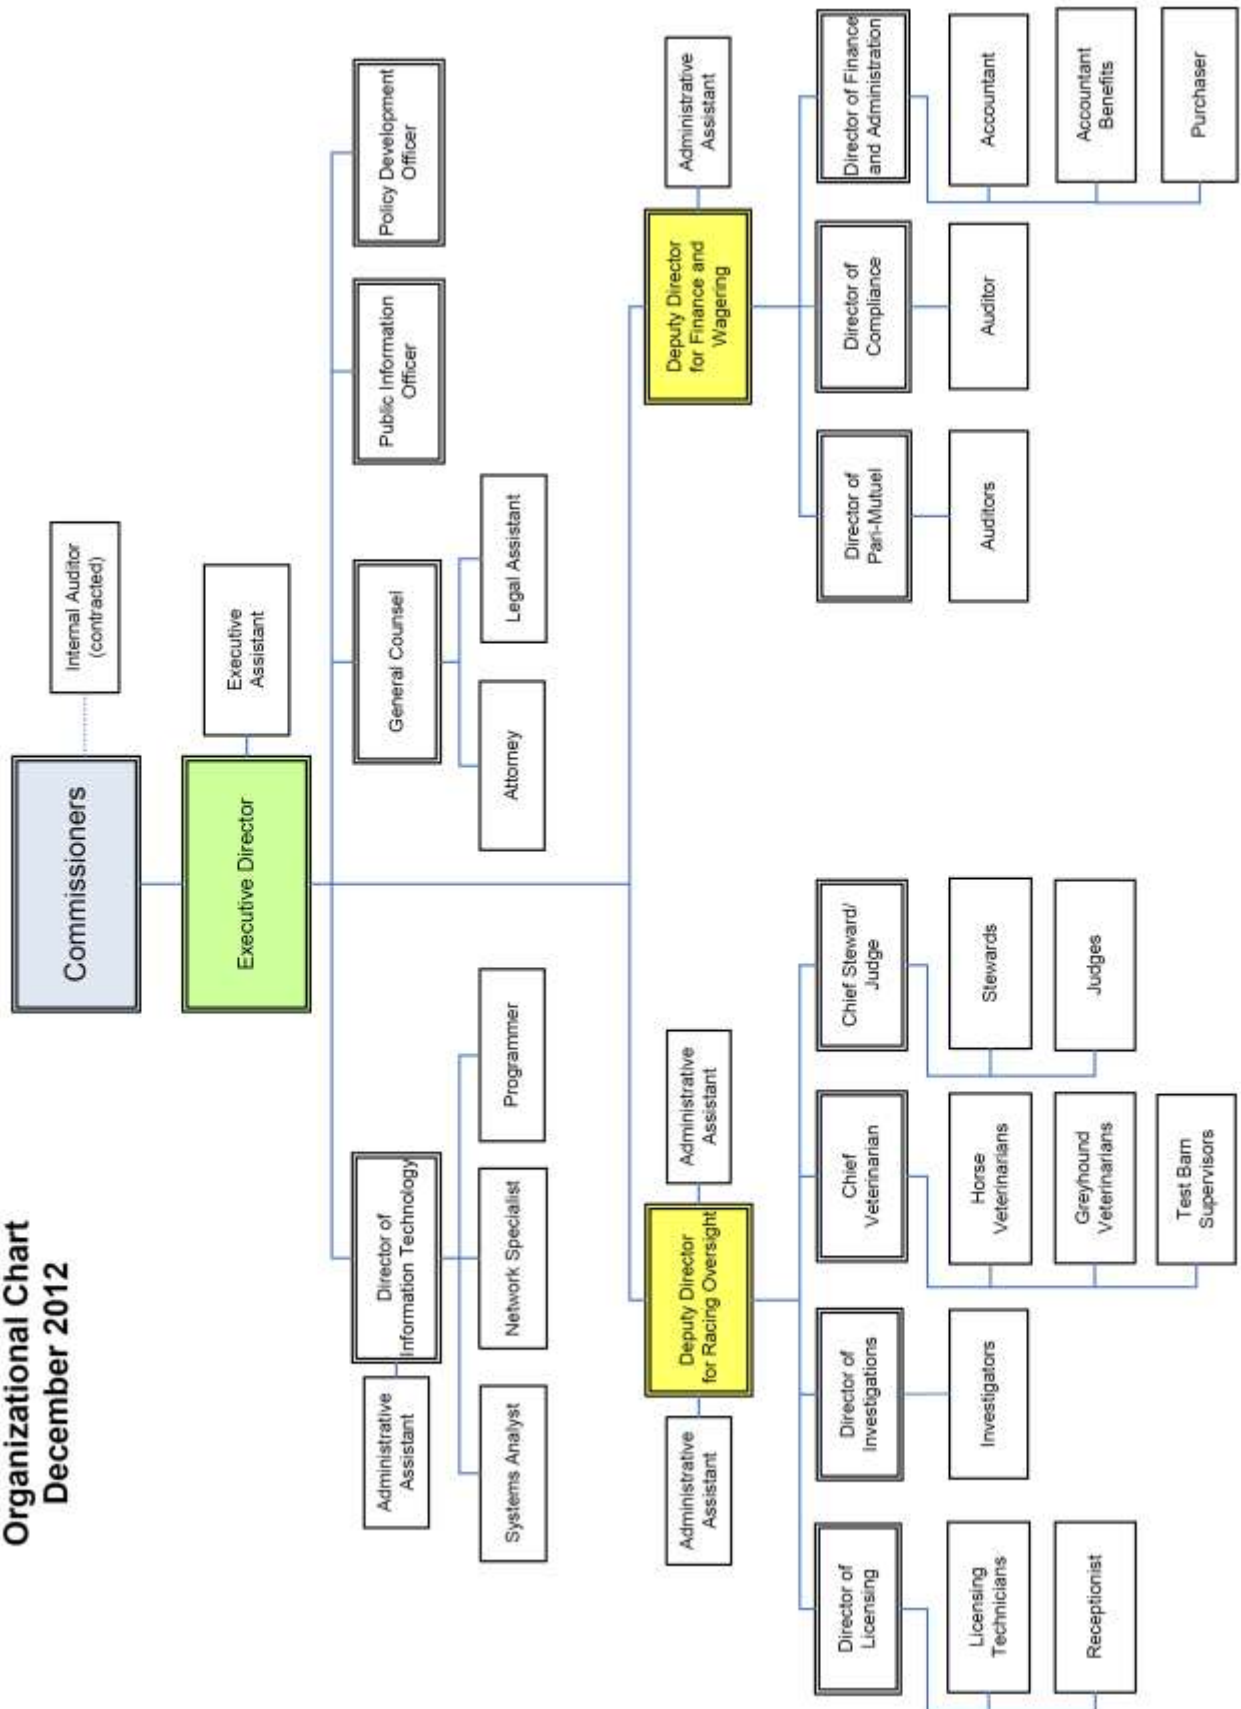 Organizational Chart
December 2012
Commissioners
Internal Auditor
(contracted)
Executive Director
Executive
Assistant
Administrative
Assistant
Director of
Information Technology
General Counsel
Public Information
Officer
Policy Development
Officer
Systems Analyst
Network Specialist
Programmer
Attorney
Legal Assistant
Administrative
Assistant
Deputy Director
for Racing Oversight
Administrative
Assistant
Deputy Director
for Finance and
Wagering
Administrative
Assistant
Director of
Licensing
Director of
Investigations
Chief
Veterinarian
Chief Steward/
Judge
Director of
Pari-Mutuel
Director of
Compliance
Director of Finance
and Administration
Licensing
Technicians
Investigators
Horse
Veterinarians
Stewards
Auditors
Auditor
Accountant
Receptionist
Greyhound
Veterinarians
Judges
Accountant
Benefits
Test Barn
Supervisors
Purchaser